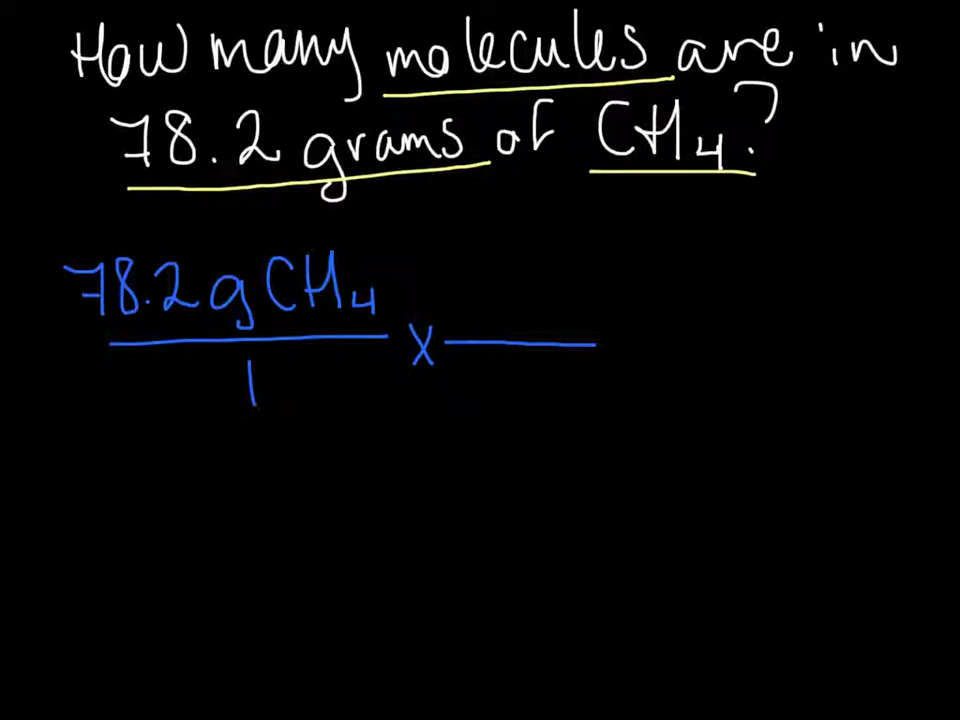 How many molecules are in
78.2 grams of CH₄?
78.2 g CH₄
x
1